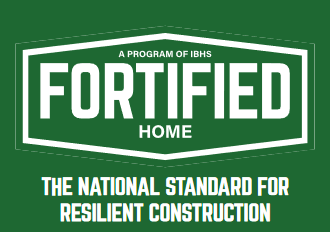 A PROGRAM OF IBHS
FORTIFIED
HOME
THE NATIONAL STANDARD FOR
RESILIENT CONSTRUCTION